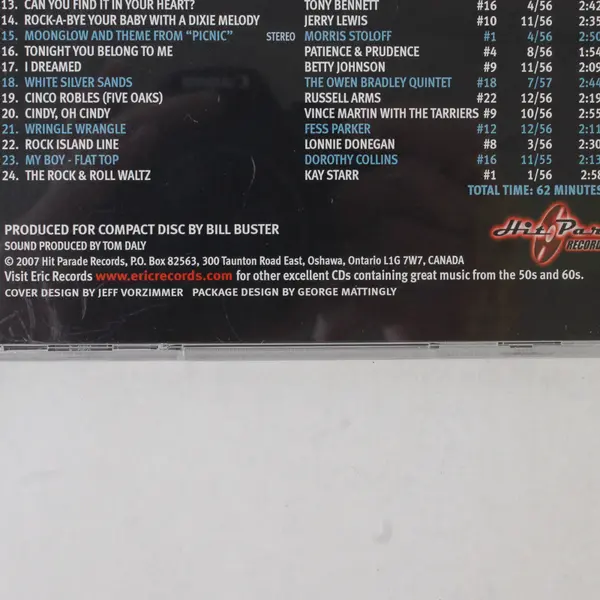 13. CAN YOU FIND IT IN YOUR HEART? TONY BENNETT #16 4/56 2:42
14. ROCK-A-BYE YOUR BABY WITH A DIXIE MELODY JERRY LEWIS #10 11/56 2:35
15. MOONGLOW AND THEME FROM "PICNIC" STEREO MORRIS STOLOFF #1 4/56 2:50
16. TONIGHT YOU BELONG TO ME PATIENCE & PRUDENCE #4 8/56 1:54
17. I DREAMED BETTY JOHNSON #9 11/56 2:09
18. WHITE SILVER SANDS THE OWEN BRADLEY QUINTET #18 7/57 2:44
19. CINCO ROBLES (FIVE OAKS) RUSSELL ARMS #22 12/56 2:19
20. CINDY, OH CINDY VINCE MARTIN WITH THE TARRIERS #9 10/56 2:55
21. WRINGLE WRANGLE FESS PARKER #12 12/56 2:11
22. ROCK ISLAND LINE LONNIE DONEGAN #8 3/56 2:30
23. MY BOY - FLAT TOP DOROTHY COLLINS #16 11/55 2:13
24. THE ROCK & ROLL WALTZ KAY STARR #1 1/56 2:58
TOTAL TIME: 62 MINUTES
PRODUCED FOR COMPACT DISC BY BILL BUSTER
Hit Para
RECORD
SOUND PRODUCED BY TOM DALY
© 2007 Hit Parade Records, P.O. Box 82563, 300 Taunton Road East, Oshawa, Ontario L1G 7W7, CANADA
Visit Eric Records www.ericrecords.com for other excellent CDs containing great music from the 50s and 60s.
COVER DESIGN BY JEFF VORZIMMER PACKAGE DESIGN BY GEORGE MATTINGLY